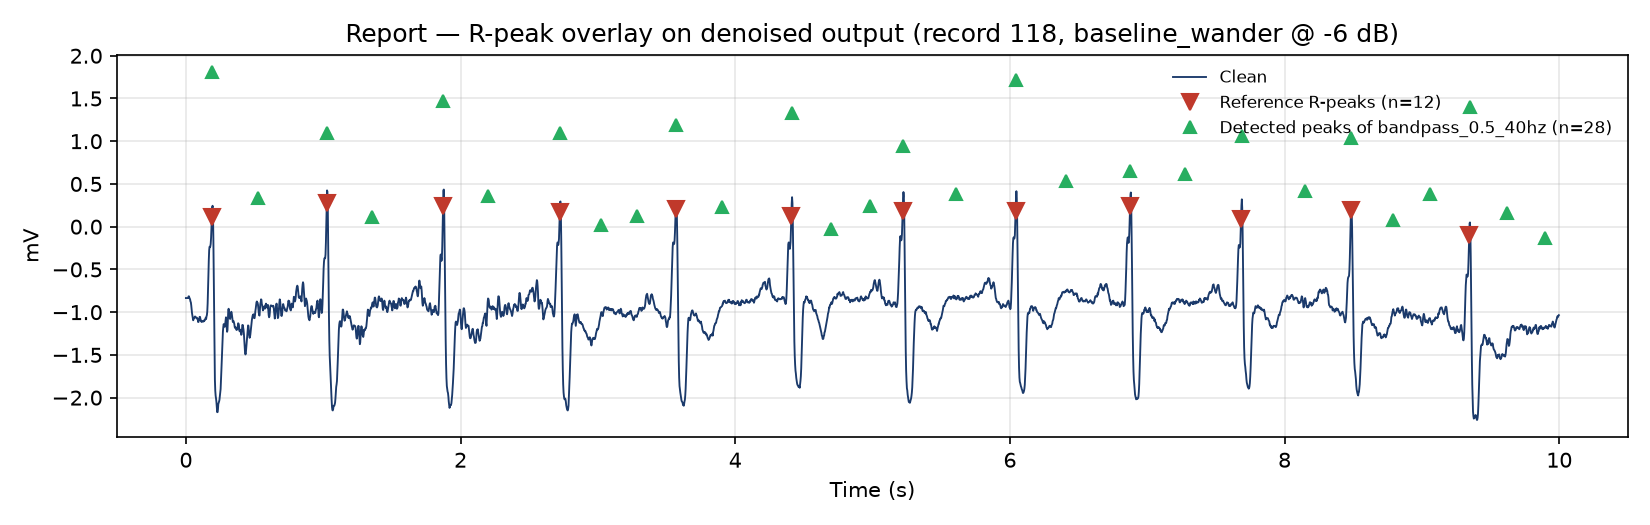 Report — R-peak overlay on denoised output (record 118, baseline_wander @ -6 dB)
Clean
Reference R-peaks (n=12)
Detected peaks of bandpass_0.5_40hz (n=28)
mV
2.0
1.5
1.0
0.5
0.0
−0.5
−1.0
−1.5
−2.0
0 2 4 6 8 10
Time (s)